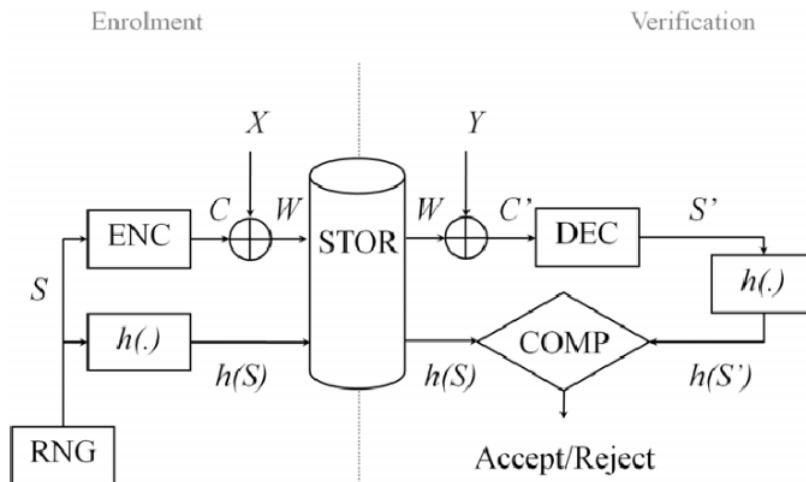 Enrolment
Verification
X
Y
C
W
W
C'
S'
ENC
STOR
DEC
S
h(.)
h(.)
COMP
h(S)
h(S)
h(S')
RNG
Accept/Reject